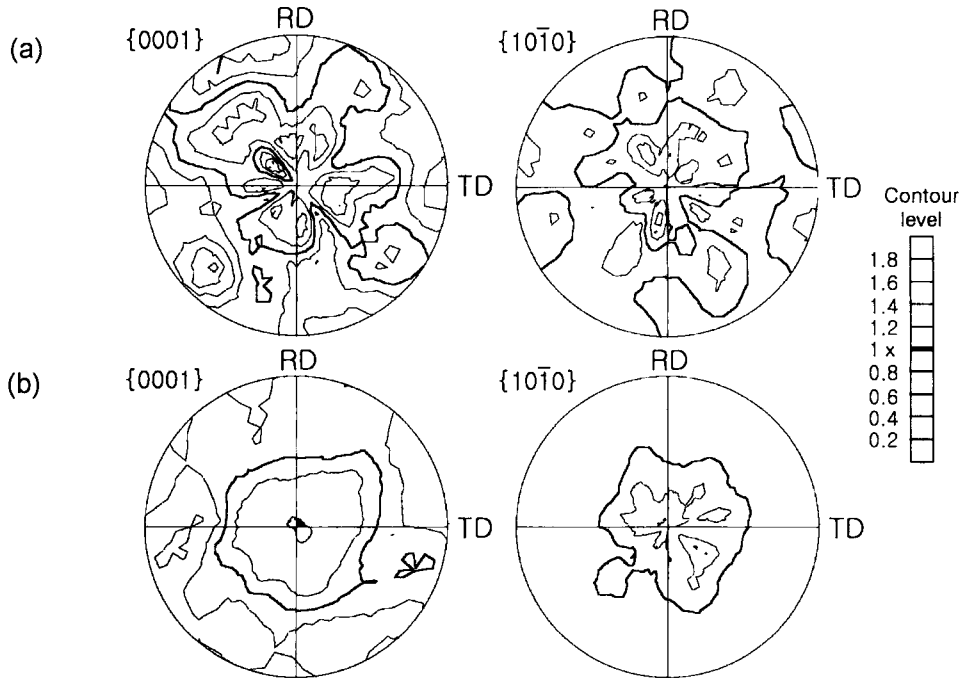 (a)
{0001}
RD
TD
{101̄0}
RD
TD
Contour
level
1.8
1.6
1.4
1.2
1 x
0.8
0.6
0.4
0.2
(b)
{0001}
RD
TD
{101̄0}
RD
TD